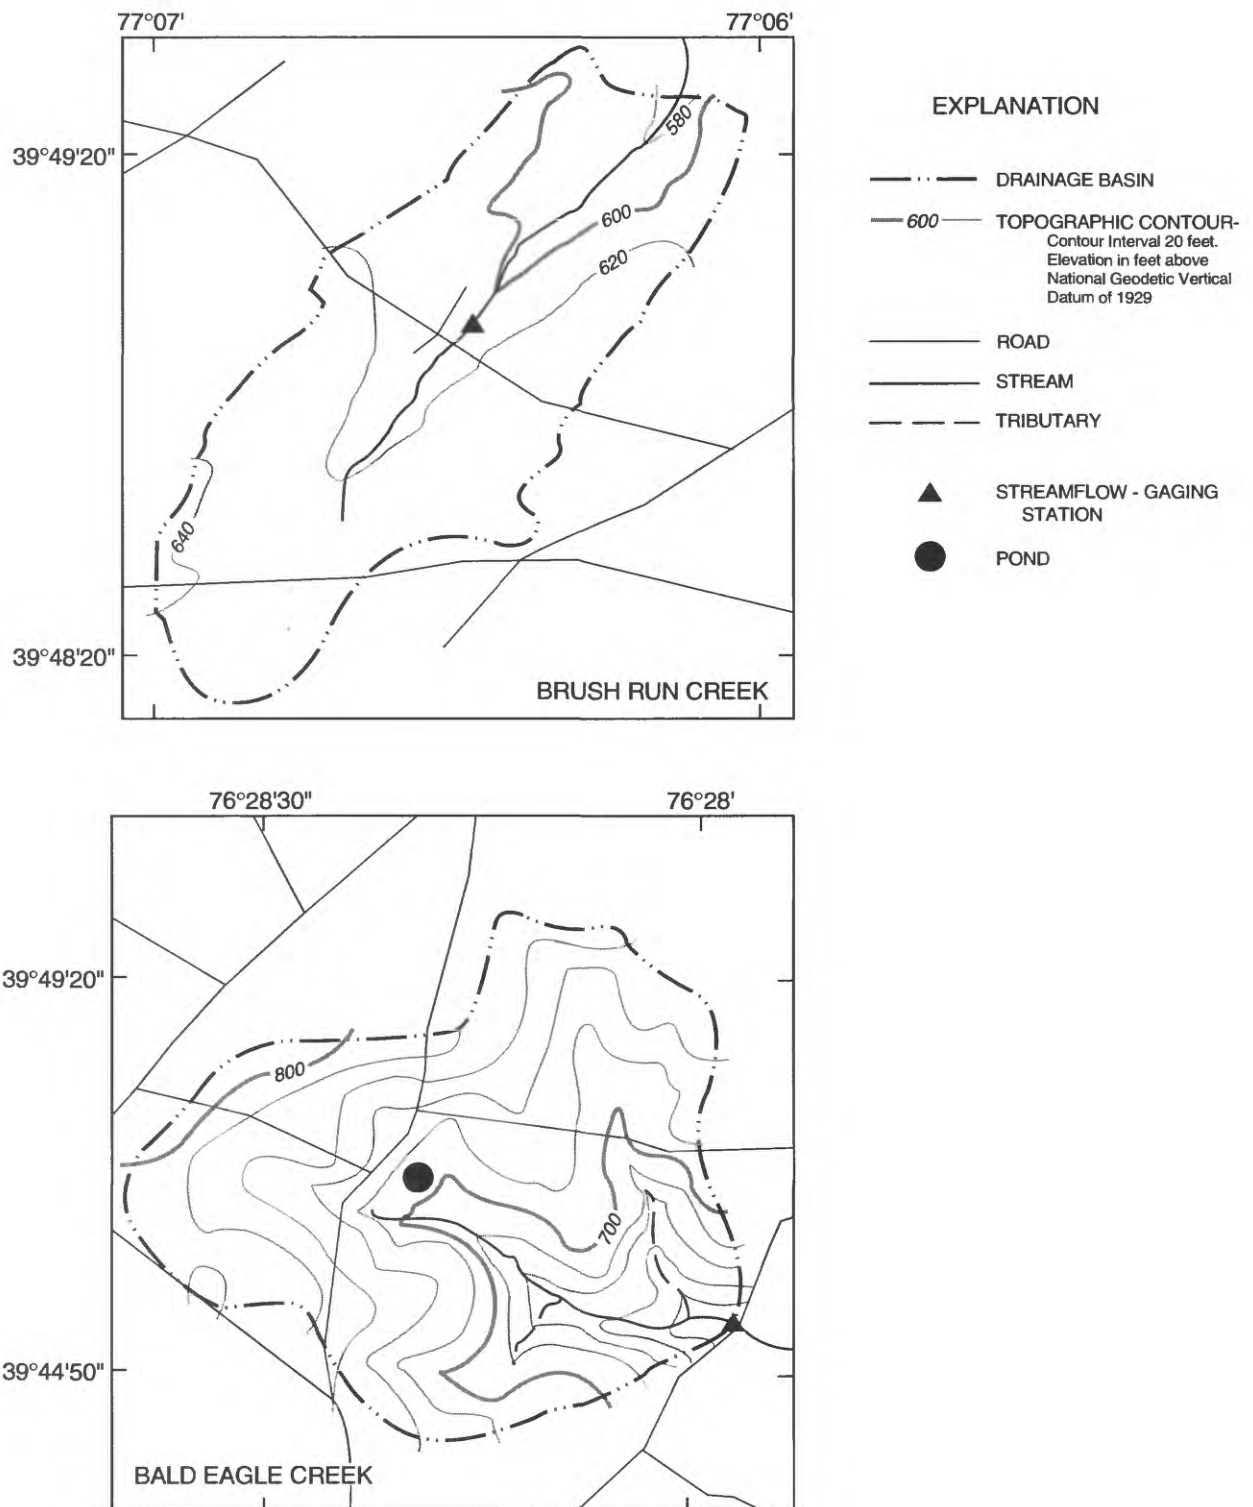 77°07'
77°06'
39°49'20"
39°48'20"
580
600
620
640
BRUSH RUN CREEK
EXPLANATION
DRAINAGE BASIN
600
TOPOGRAPHIC CONTOUR-
Contour Interval 20 feet.
Elevation in feet above
National Geodetic Vertical
Datum of 1929
ROAD
STREAM
TRIBUTARY
STREAMFLOW - GAGING
STATION
POND
76°28'30"
76°28'
39°49'20"
39°44'50"
800
700
BALD EAGLE CREEK